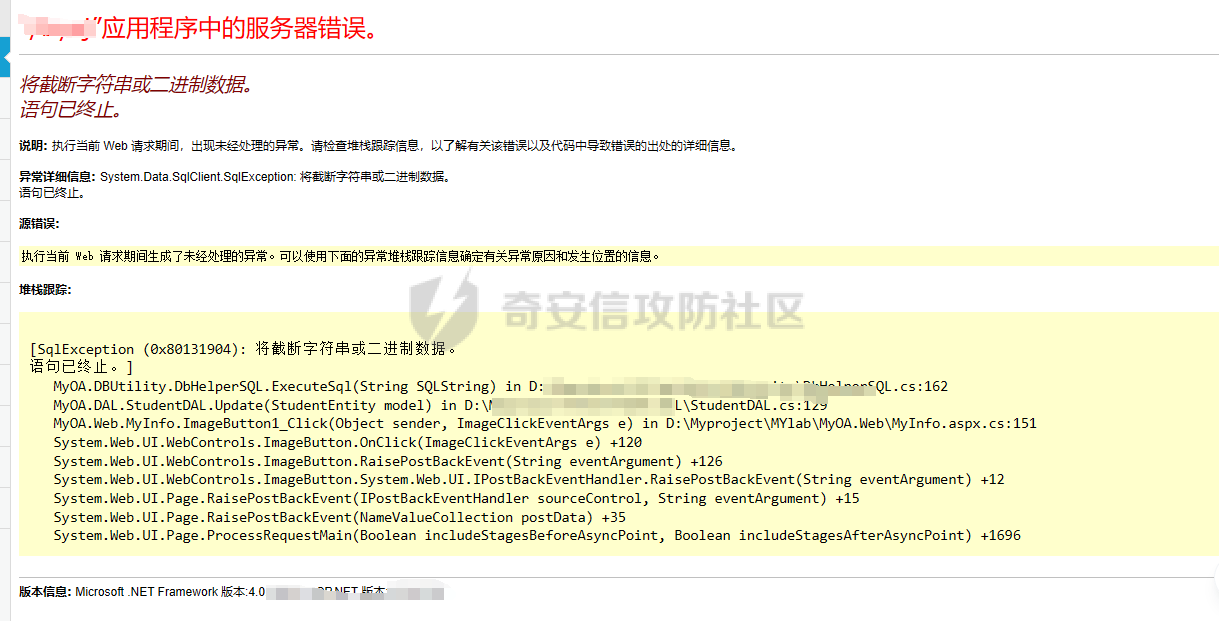 ”应用程序中的服务器错误。
将截断字符串或二进制数据。
语句已终止。
说明: 执行当前 Web 请求期间，出现未经处理的异常。请检查堆栈跟踪信息，以了解有关该错误以及代码中导致错误的出处的详细信息。
异常详细信息: System.Data.SqlClient.SqlException: 将截断字符串或二进制数据。
语句已终止。
源错误:
执行当前 Web 请求期间生成了未经处理的异常。可以使用下面的异常堆栈跟踪信息确定有关异常原因和发生位置的信息。
堆栈跟踪:
奇安信攻防社区
[SqlException (0x80131904): 将截断字符串或二进制数据。
语句已终止。]
MyOA.DBUtility.DbHelperSQL.ExecuteSql(String SQLString) in D: \DbHelperSQL.cs:162
MyOA.DAL.StudentDAL.Update(StudentEntity model) in D:\ L\StudentDAL.cs:129
MyOA.Web.MyInfo.ImageButton1_Click(Object sender, ImageClickEventArgs e) in D:\Myproject\MYlab\MyOA.Web\MyInfo.aspx.cs:151
System.Web.UI.WebControls.ImageButton.OnClick(ImageClickEventArgs e) +120
System.Web.UI.WebControls.ImageButton.RaisePostBackEvent(String eventArgument) +126
System.Web.UI.WebControls.ImageButton.System.Web.UI.IPostBackEventHandler.RaisePostBackEvent(String eventArgument) +12
System.Web.UI.Page.RaisePostBackEvent(IPostBackEventHandler sourceControl, String eventArgument) +15
System.Web.UI.Page.RaisePostBackEvent(NameValueCollection postData) +35
System.Web.UI.Page.ProcessRequestMain(Boolean includeStagesBeforeAsyncPoint, Boolean includeStagesAfterAsyncPoint) +1696
版本信息: Microsoft .NET Framework 版本:4.0 版本